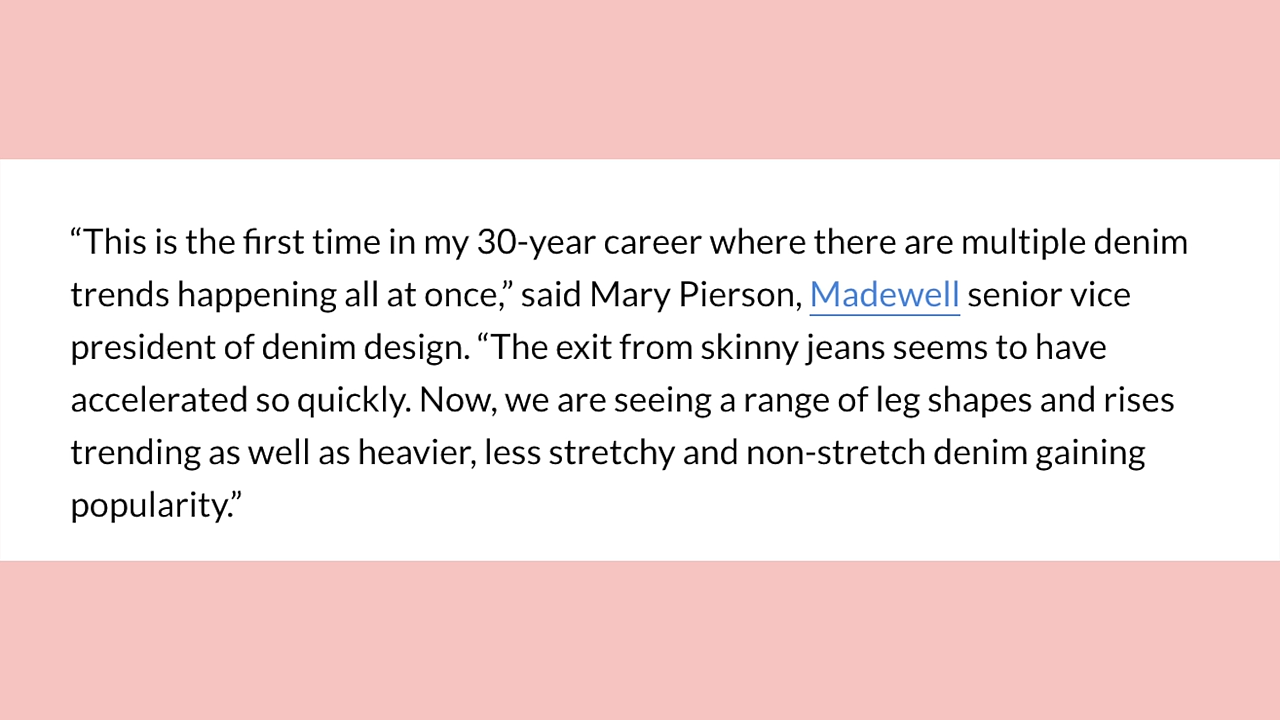 “This is the first time in my 30-year career where there are multiple denim
trends happening all at once,” said Mary Pierson, Madewell senior vice
president of denim design. “The exit from skinny jeans seems to have
accelerated so quickly. Now, we are seeing a range of leg shapes and rises
trending as well as heavier, less stretchy and non-stretch denim gaining
popularity.”